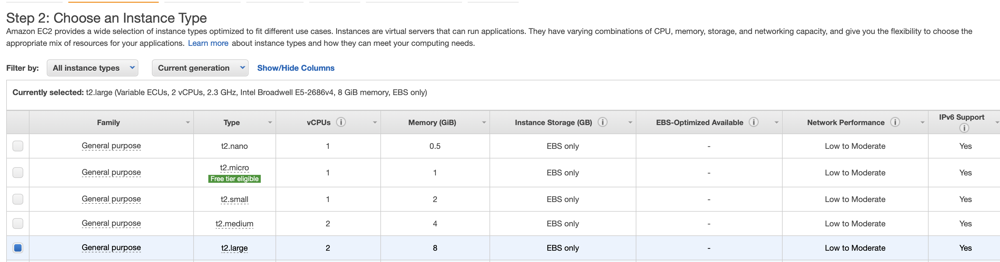 Step 2: Choose an Instance Type
Amazon EC2 provides a wide selection of instance types optimized to fit different use cases. Instances are virtual servers that can run applications. They have varying combinations of CPU, memory, storage, and networking capacity, and give you the flexibility to choose the
appropriate mix of resources for your applications. Learn more about instance types and how they can meet your computing needs.
Filter by: All instance types Current generation Show/Hide Columns
Currently selected: t2.large (Variable ECUs, 2 vCPUs, 2.3 GHz, Intel Broadwell E5-2686v4, 8 GiB memory, EBS only)
Family Type vCPUs Memory (GiB) Instance Storage (GB) EBS-Optimized Available Network Performance IPv6 Support
General purpose t2.nano 1 0.5 EBS only - Low to Moderate Yes
General purpose t2.micro 1 1 EBS only - Low to Moderate Yes
Free tier eligible
General purpose t2.small 1 2 EBS only - Low to Moderate Yes
General purpose t2.medium 2 4 EBS only - Low to Moderate Yes
General purpose t2.large 2 8 EBS only - Low to Moderate Yes